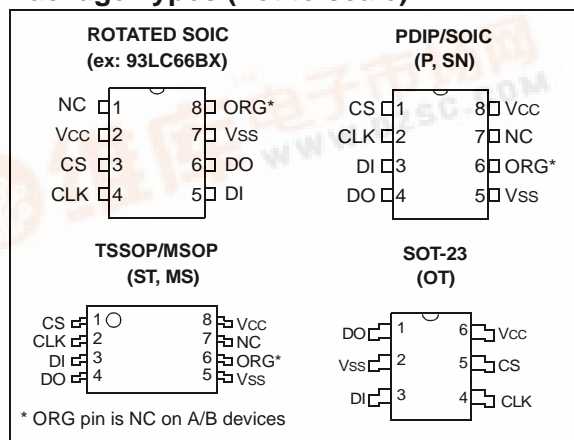 ROTATED SOIC
(ex: 93LC66BX)
NC 1 8 ORG*
VCC 2 7 VSS
CS 3 6 DO
CLK 4 5 DI
PDIP/SOIC
(P, SN)
CS 1 8 VCC
CLK 2 7 NC
DI 3 6 ORG*
DO 4 5 VSS
TSSOP/MSOP
(ST, MS)
CS 1 8 VCC
CLK 2 7 NC
DI 3 6 ORG*
DO 4 5 VSS
SOT-23
(OT)
DO 1 6 VCC
VSS 2 5 CS
DI 3 4 CLK
* ORG pin is NC on A/B devices